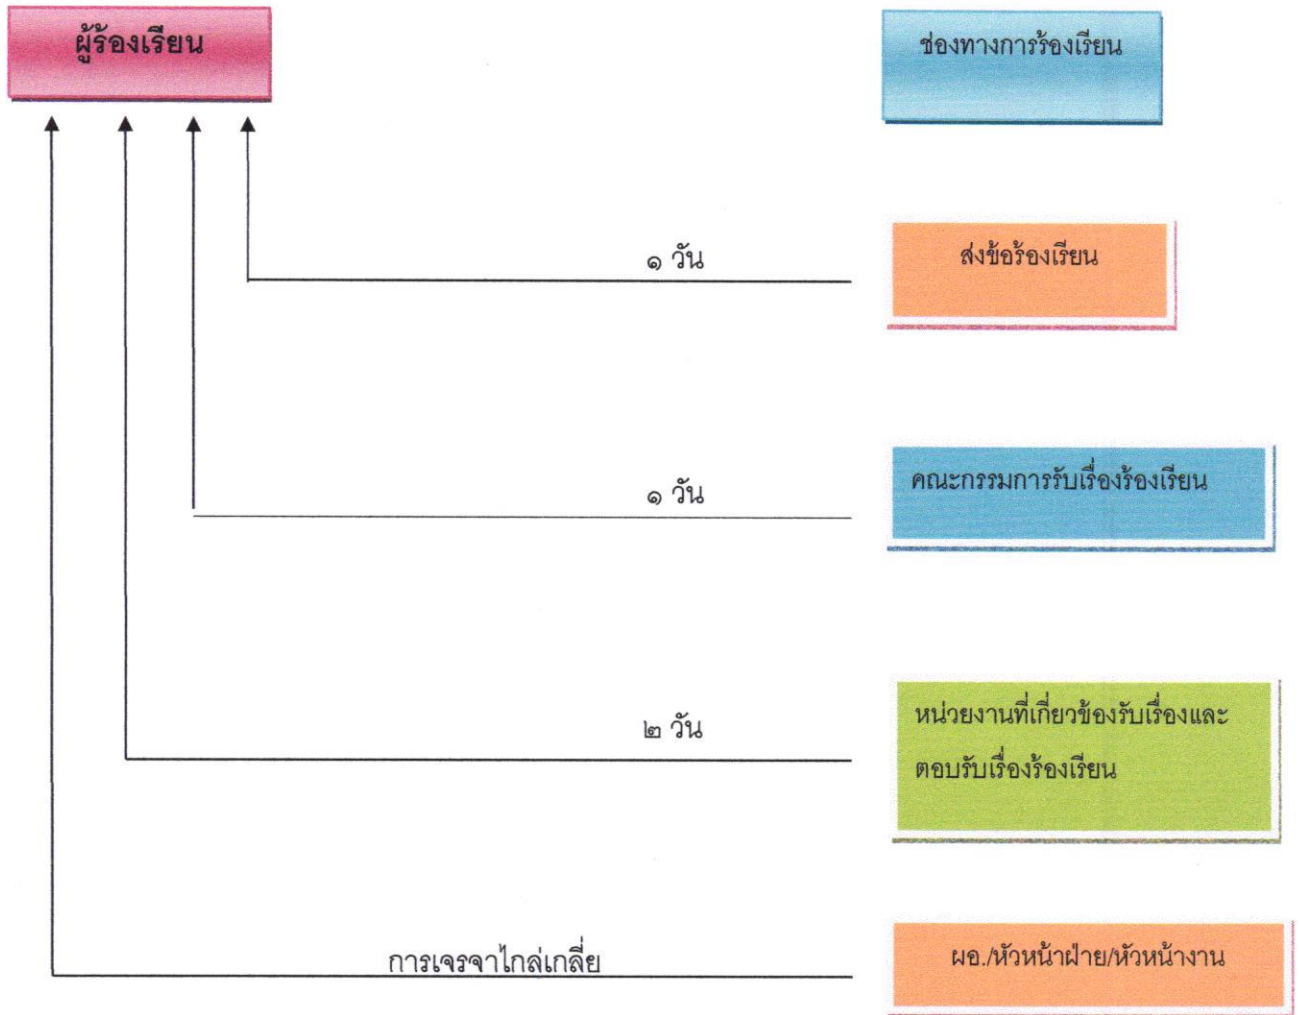 ผู้ร้องเรียน
ช่องทางการร้องเรียน
๑ วัน
ส่งข้อร้องเรียน
๑ วัน
คณะกรรมการรับเรื่องร้องเรียน
๒ วัน
หน่วยงานที่เกี่ยวข้องรับเรื่องและ
ตอบรับเรื่องร้องเรียน
การเจรจาไกล่เกลี่ย
ผอ./หัวหน้าฝ่าย/หัวหน้างาน